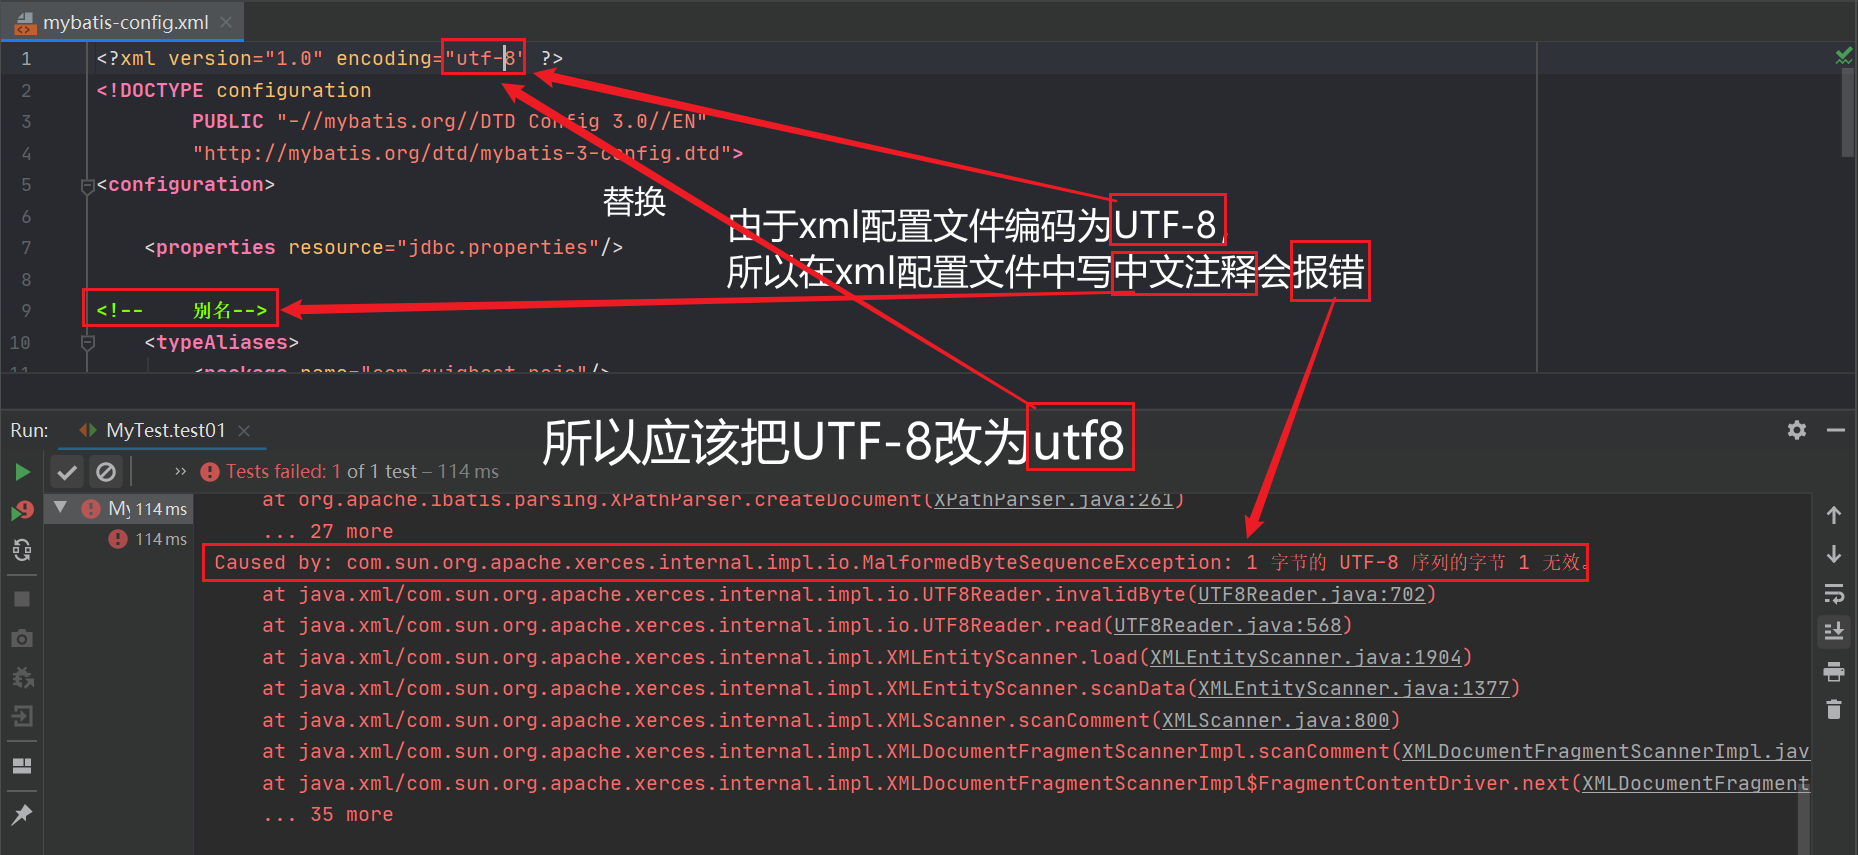 mybatis-config.xml
1 <?xml version="1.0" encoding="utf-8" ?>
2 <!DOCTYPE configuration
3 PUBLIC "-//mybatis.org//DTD Config 3.0//EN"
4 "http://mybatis.org/dtd/mybatis-3-config.dtd">
5 <configuration>
6
替换
由于xml配置文件编码为UTF-8,
7 <properties resource="jdbc.properties"/>
所以在xml配置文件中写中文注释会报错
8
9 <!-- 别名-->
10 <typeAliases>
11
所以应该把UTF-8改为utf8
Run: MyTest.test01
» Tests failed: 1 of 1 test – 114 ms
at org.apache.ibatis.parsing.XPathParser.createDocument(XPathParser.java:261)
My 114 ms
... 27 more
114 ms
Caused by: com.sun.org.apache.xerces.internal.impl.io.MalformedByteSequenceException: 1 字节的 UTF-8 序列的字节 1 无效。
at java.xml/com.sun.org.apache.xerces.internal.impl.io.UTF8Reader.invalidByte(UTF8Reader.java:702)
at java.xml/com.sun.org.apache.xerces.internal.impl.io.UTF8Reader.read(UTF8Reader.java:568)
at java.xml/com.sun.org.apache.xerces.internal.impl.XMLEntityScanner.load(XMLEntityScanner.java:1904)
at java.xml/com.sun.org.apache.xerces.internal.impl.XMLEntityScanner.scanData(XMLEntityScanner.java:1377)
at java.xml/com.sun.org.apache.xerces.internal.impl.XMLScanner.scanComment(XMLScanner.java:800)
at java.xml/com.sun.org.apache.xerces.internal.impl.XMLDocumentFragmentScannerImpl.scanComment(XMLDocumentFragmentScannerImpl.jav
at java.xml/com.sun.org.apache.xerces.internal.impl.XMLDocumentFragmentScannerImpl$FragmentContentDriver.next(XMLDocumentFragment
... 35 more